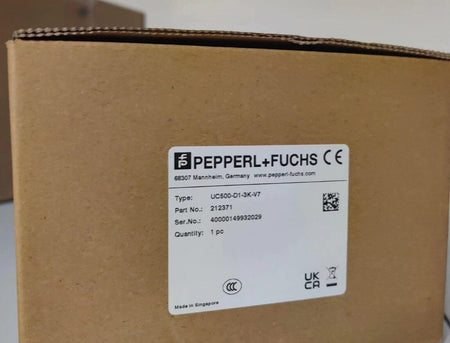 PEPPERL+FUCHS CE
68307 Mannheim, Germany www.pepperl-fuchs.com
Type: UC500-D1-3K-V7
Part No.: 212371
Ser.No.: 40000149932029
Quantity: 1 pc
CCC
UK
CA
Made in Singapore